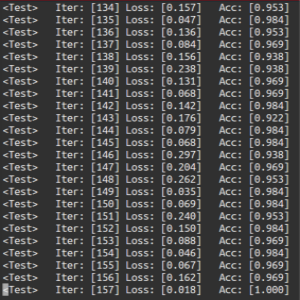 <Test> Iter: [134] Loss: [0.157] Acc: [0.953]
<Test> Iter: [135] Loss: [0.047] Acc: [0.984]
<Test> Iter: [136] Loss: [0.136] Acc: [0.953]
<Test> Iter: [137] Loss: [0.084] Acc: [0.969]
<Test> Iter: [138] Loss: [0.156] Acc: [0.938]
<Test> Iter: [139] Loss: [0.238] Acc: [0.938]
<Test> Iter: [140] Loss: [0.131] Acc: [0.969]
<Test> Iter: [141] Loss: [0.068] Acc: [0.969]
<Test> Iter: [142] Loss: [0.142] Acc: [0.984]
<Test> Iter: [143] Loss: [0.176] Acc: [0.922]
<Test> Iter: [144] Loss: [0.079] Acc: [0.984]
<Test> Iter: [145] Loss: [0.068] Acc: [0.984]
<Test> Iter: [146] Loss: [0.297] Acc: [0.938]
<Test> Iter: [147] Loss: [0.204] Acc: [0.969]
<Test> Iter: [148] Loss: [0.262] Acc: [0.953]
<Test> Iter: [149] Loss: [0.035] Acc: [0.984]
<Test> Iter: [150] Loss: [0.069] Acc: [0.984]
<Test> Iter: [151] Loss: [0.240] Acc: [0.953]
<Test> Iter: [152] Loss: [0.150] Acc: [0.984]
<Test> Iter: [153] Loss: [0.088] Acc: [0.969]
<Test> Iter: [154] Loss: [0.046] Acc: [0.984]
<Test> Iter: [155] Loss: [0.067] Acc: [0.969]
<Test> Iter: [156] Loss: [0.162] Acc: [0.969]
<Test> Iter: [157] Loss: [0.018] Acc: [1.000]